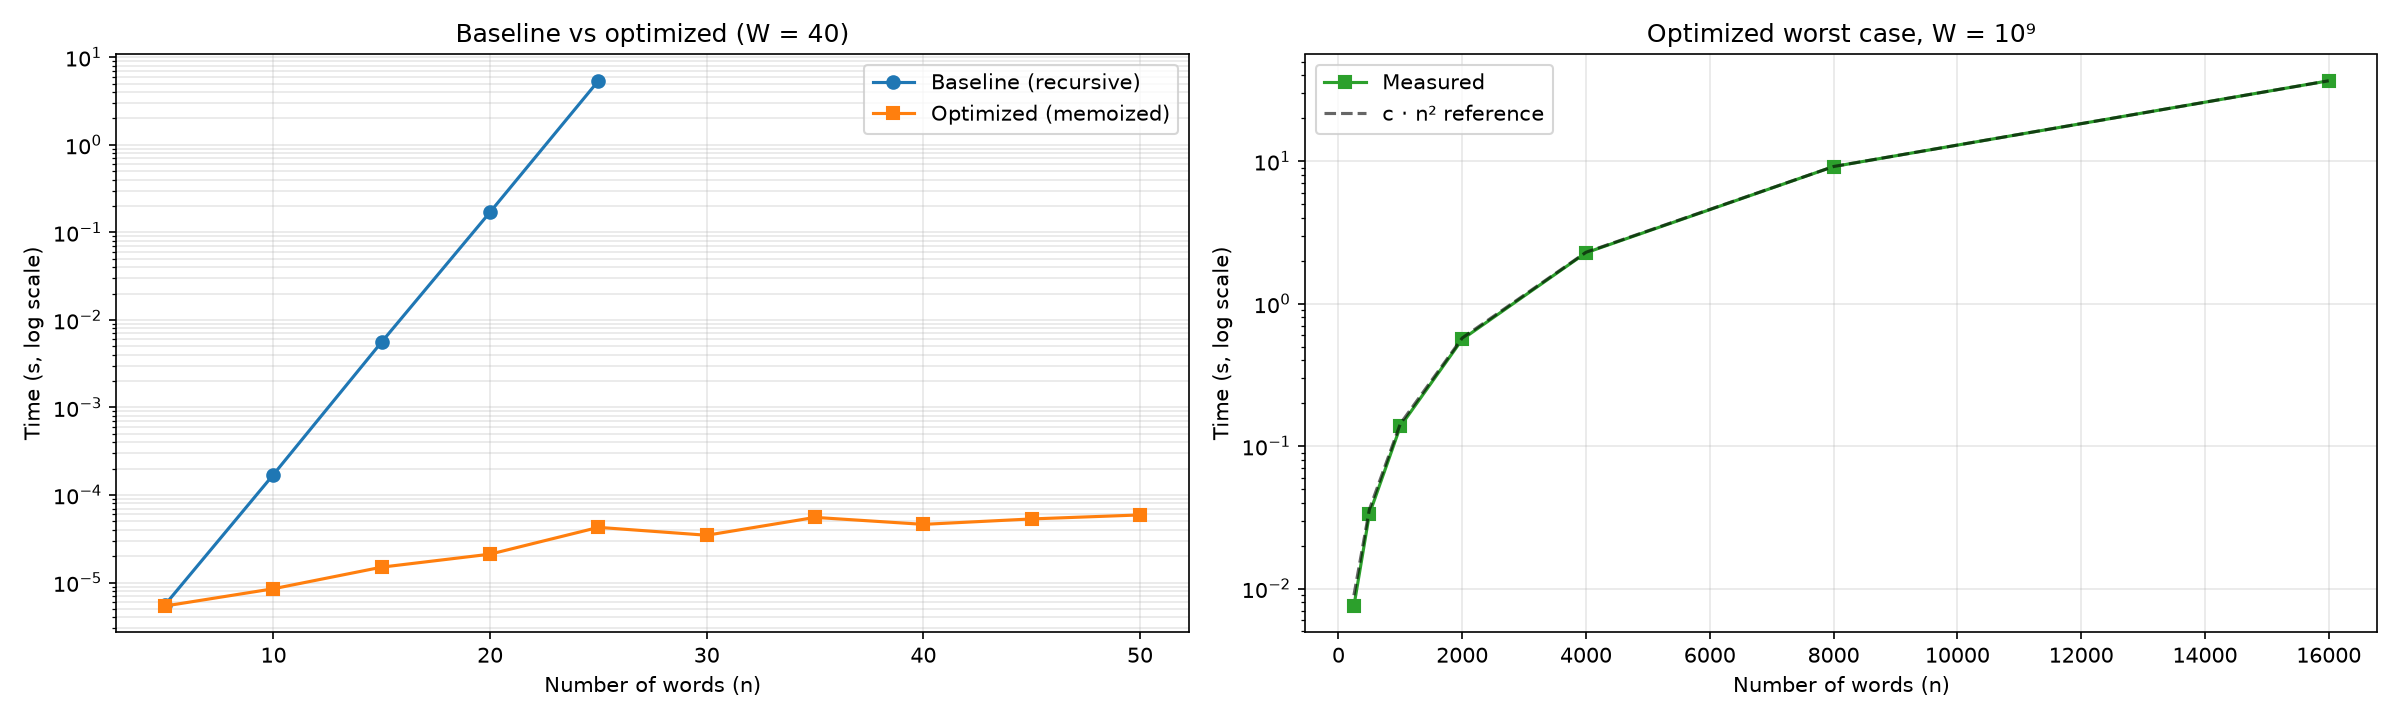 Baseline vs optimized (W = 40)
Time (s, log scale)
10¹
10⁰
10⁻¹
10⁻²
10⁻³
10⁻⁴
10⁻⁵
Baseline (recursive)
Optimized (memoized)
10 20 30 40 50
Number of words (n)
Optimized worst case, W = 10⁹
Time (s, log scale)
10¹
10⁰
10⁻¹
10⁻²
Measured
c · n² reference
0 2000 4000 6000 8000 10000 12000 14000 16000
Number of words (n)